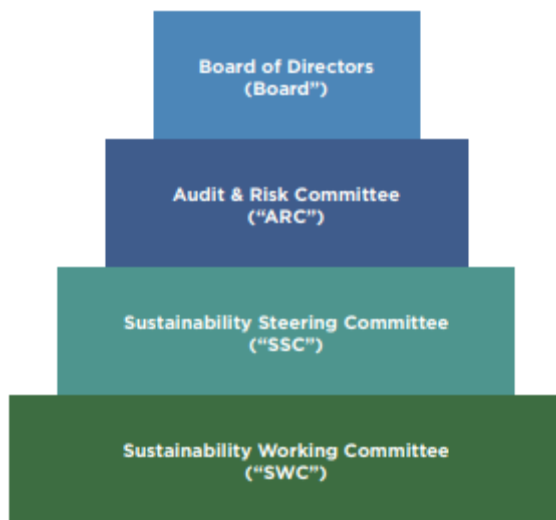 Board of Directors
(Board”)
Audit & Risk Committee
(“ARC”)
Sustainability Steering Committee
(“SSC”)
Sustainability Working Committee
(“SWC”)